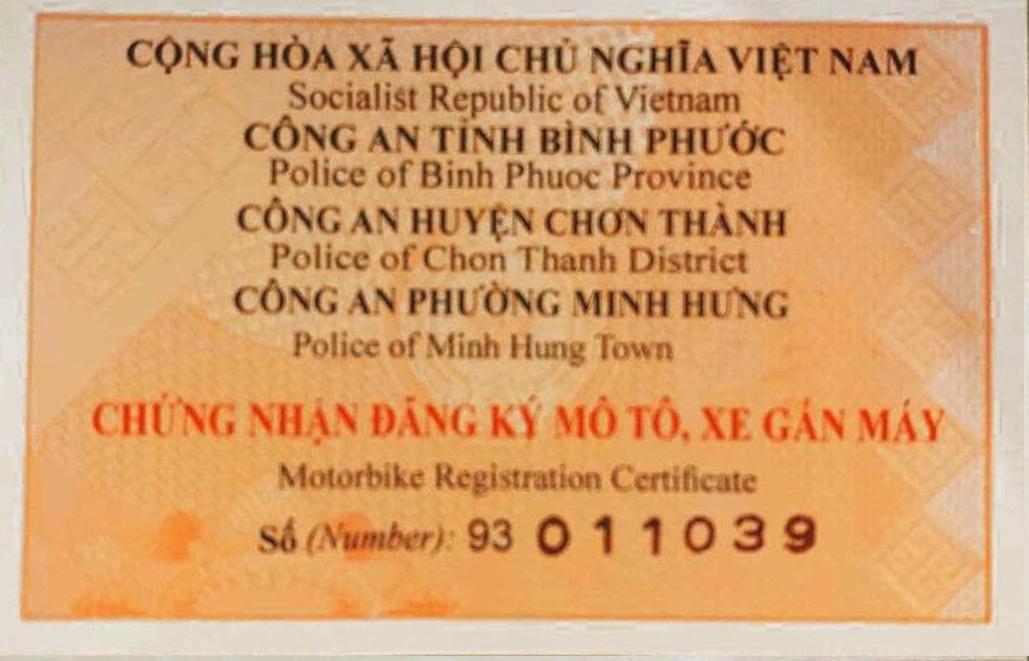 CỘNG HÒA XÃ HỘI CHỦ NGHĨA VIỆT NAM
Socialist Republic of Vietnam
CÔNG AN TỈNH BÌNH PHƯỚC
Police of Binh Phuoc Province
CÔNG AN HUYỆN CHƠN THÀNH
Police of Chon Thanh District
CÔNG AN PHƯỜNG MINH HƯNG
Police of Minh Hung Town
CHỨNG NHẬN ĐĂNG KÝ MÔ TÔ, XE GẮN MÁY
Motorbike Registration Certificate
Số (Number): 93 011039